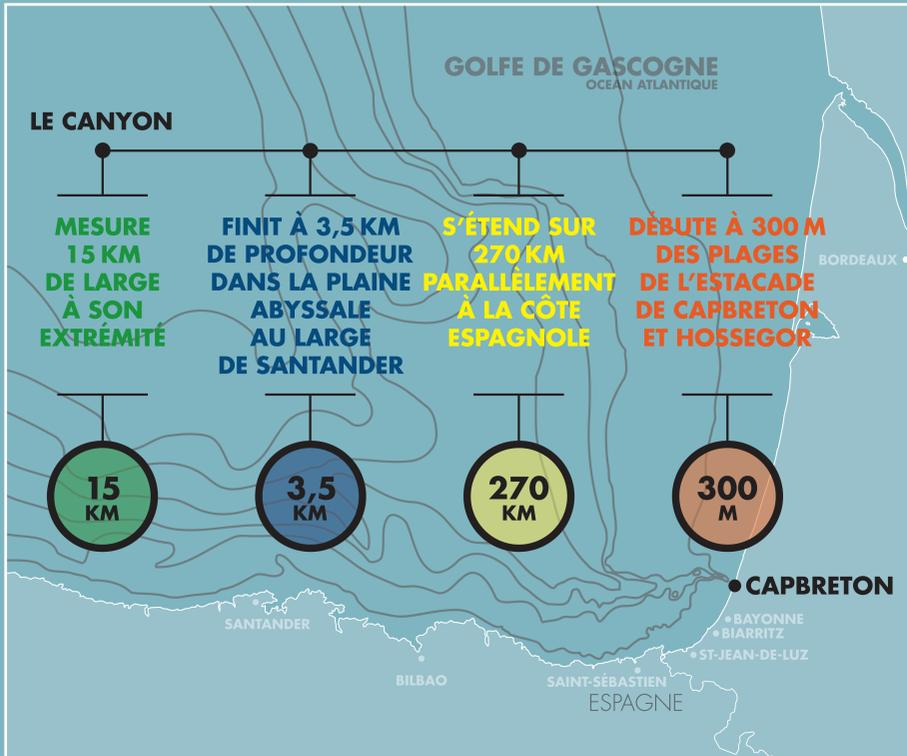 GOLFE DE GASCOGNE
OCÉAN ATLANTIQUE
LE CANYON
MESURE
15 KM
DE LARGE
À SON
EXTRÉMITÉ
FINIT À 3,5 KM
DE PROFONDEUR
DANS LA PLAINE
ABYSSALE
AU LARGE
DE SANTANDER
S'ÉTEND SUR
270 KM
PARALLÈLEMENT
À LA CÔTE
ESPAGNOLE
DÉBUTE À 300 M
DES PLAGES
DE L'ESTACADE
DE CAPBRETON
ET HOSSEGOR
BORDEAUX
15
KM
3,5
KM
270
KM
300
M
CAPBRETON
BAYONNE
BIARRITZ
ST-JEAN-DE-LUZ
SANTANDER
BILBAO
SAINT-SÉBASTIEN
ESPAGNE